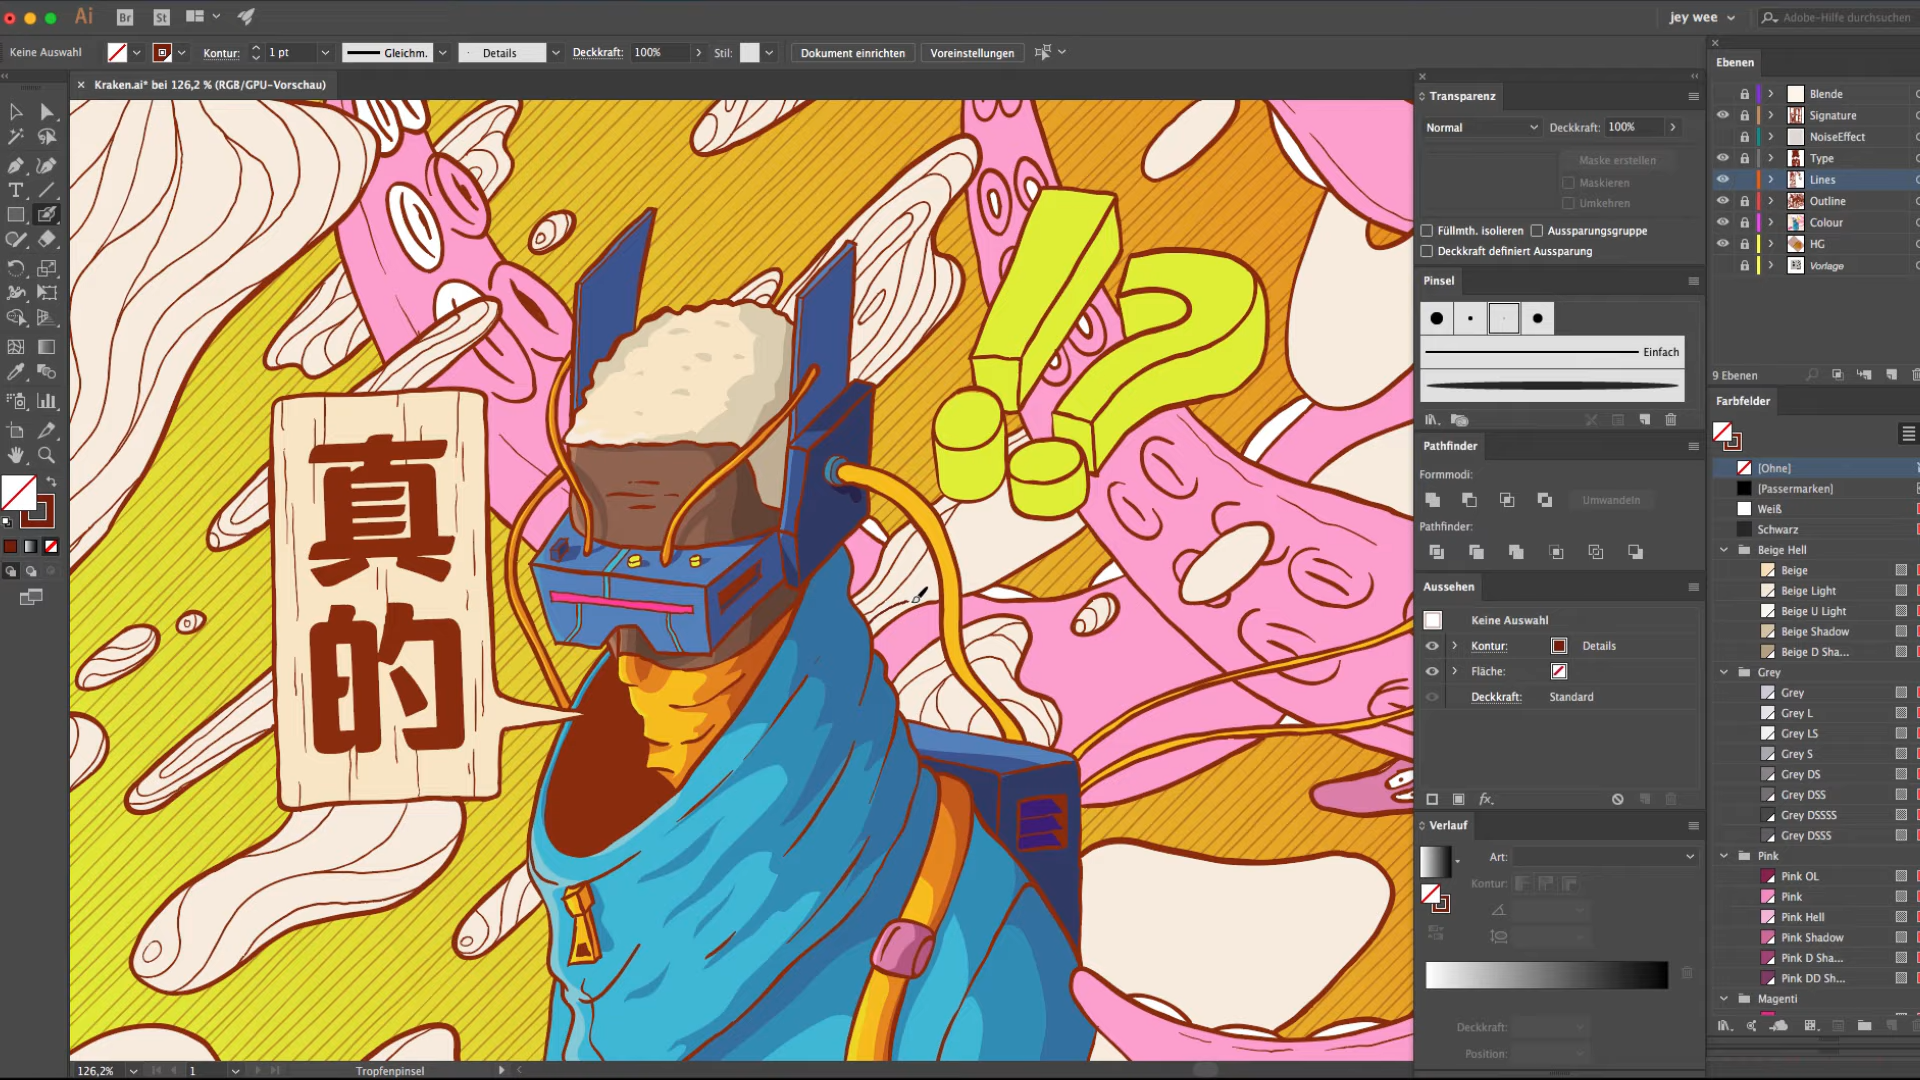 Ai Br St
jey wee
Adobe-Hilfe durchsuchen
Keine Auswahl
Kontur: 1 pt
Gleichm.
Details
Deckkraft: 100%
Stil:
Dokument einrichten
Voreinstellungen
Kraken.ai* bei 126,2 % (RGB/GPU-Vorschau)
真
的
!?
126,2%
1
Tropfenpinsel
Transparenz
Normal
Deckkraft: 100%
Maske erstellen
Maskieren
Umkehren
Füllmth. isolieren
Aussparungsgruppe
Deckkraft definiert Aussparung
Pinsel
Einfach
Pathfinder
Formmodi:
Umwandeln
Pathfinder:
Aussehen
Keine Auswahl
Kontur: Details
Fläche:
Deckkraft: Standard
fx
Verlauf
Art:
Kontur:
Deckkraft:
Position:
Ebenen
Blende
Signature
NoiseEffect
Type
Lines
Outline
Colour
HG
Vorlage
9 Ebenen
Farbfelder
[Ohne]
[Passermarken]
Weiß
Schwarz
Beige Hell
Beige
Beige Light
Beige U Light
Beige Shadow
Beige D Sha...
Grey
Grey
Grey L
Grey LS
Grey S
Grey DS
Grey DSS
Grey DSSSS
Grey DSSS
Pink
Pink OL
Pink
Pink Hell
Pink Shadow
Pink D Sha...
Pink DD Sh...
Magenti